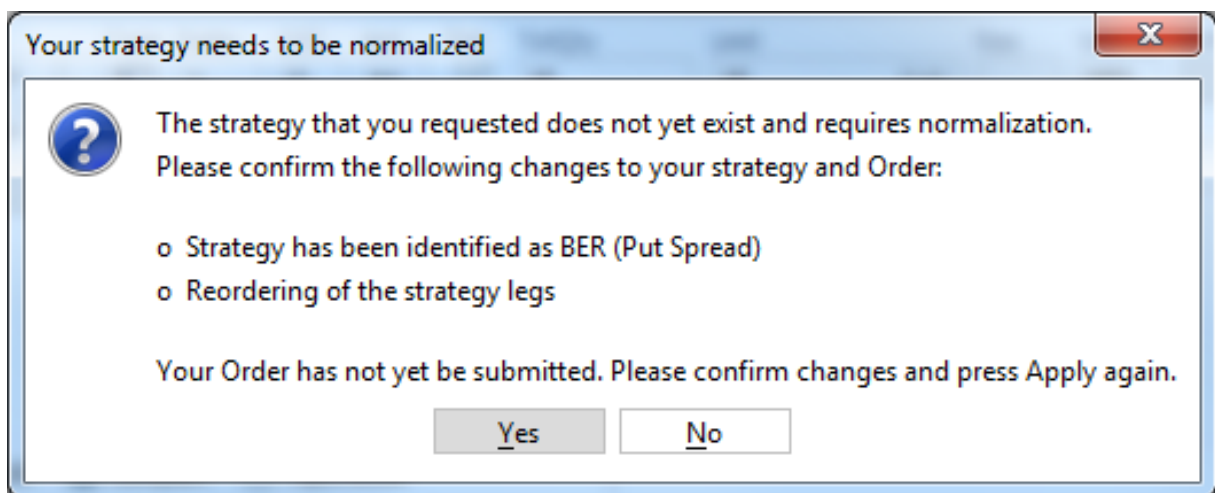 Your strategy needs to be normalized
The strategy that you requested does not yet exist and requires normalization.
Please confirm the following changes to your strategy and Order:
o Strategy has been identified as BER (Put Spread)
o Reordering of the strategy legs
Your Order has not yet be submitted. Please confirm changes and press Apply again.
Yes
No